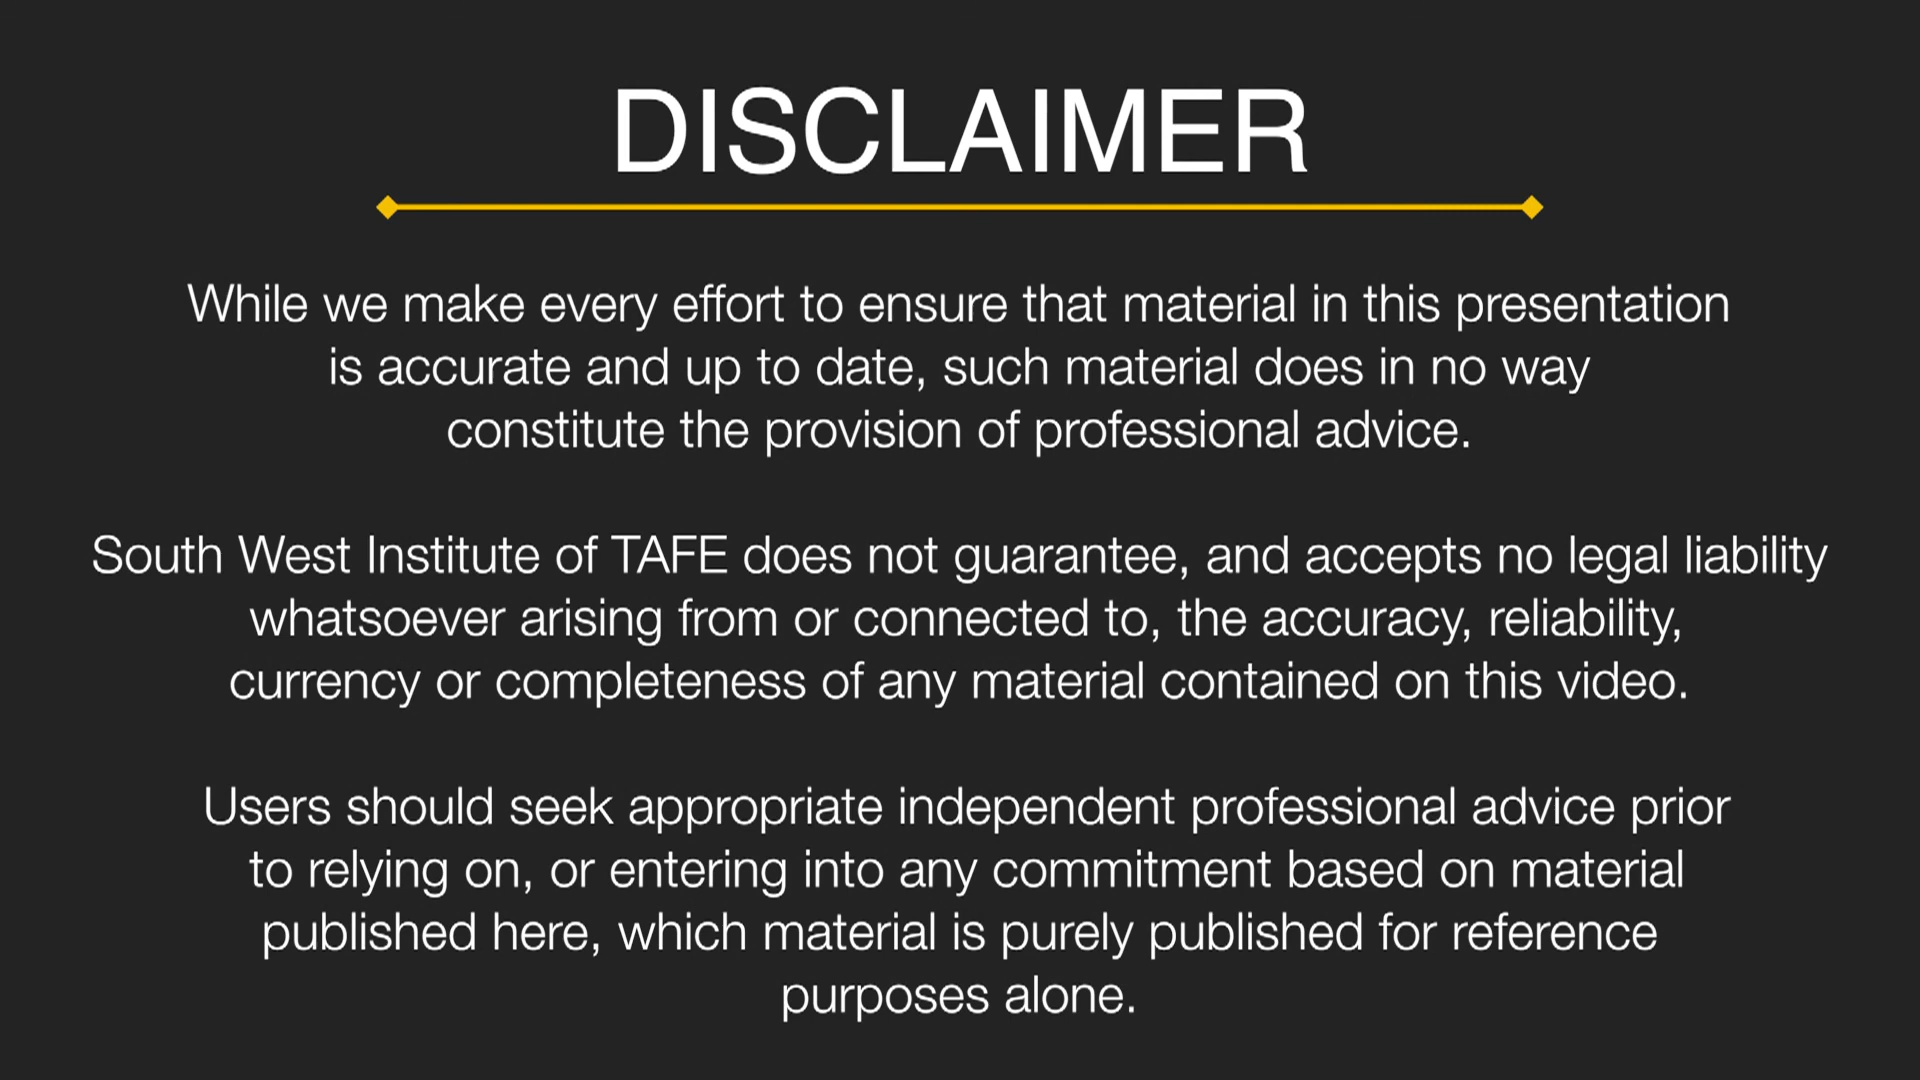 DISCLAIMER
While we make every effort to ensure that material in this presentation
is accurate and up to date, such material does in no way
constitute the provision of professional advice.
South West Institute of TAFE does not guarantee, and accepts no legal liability
whatsoever arising from or connected to, the accuracy, reliability,
currency or completeness of any material contained on this video.
Users should seek appropriate independent professional advice prior
to relying on, or entering into any commitment based on material
published here, which material is purely published for reference
purposes alone.